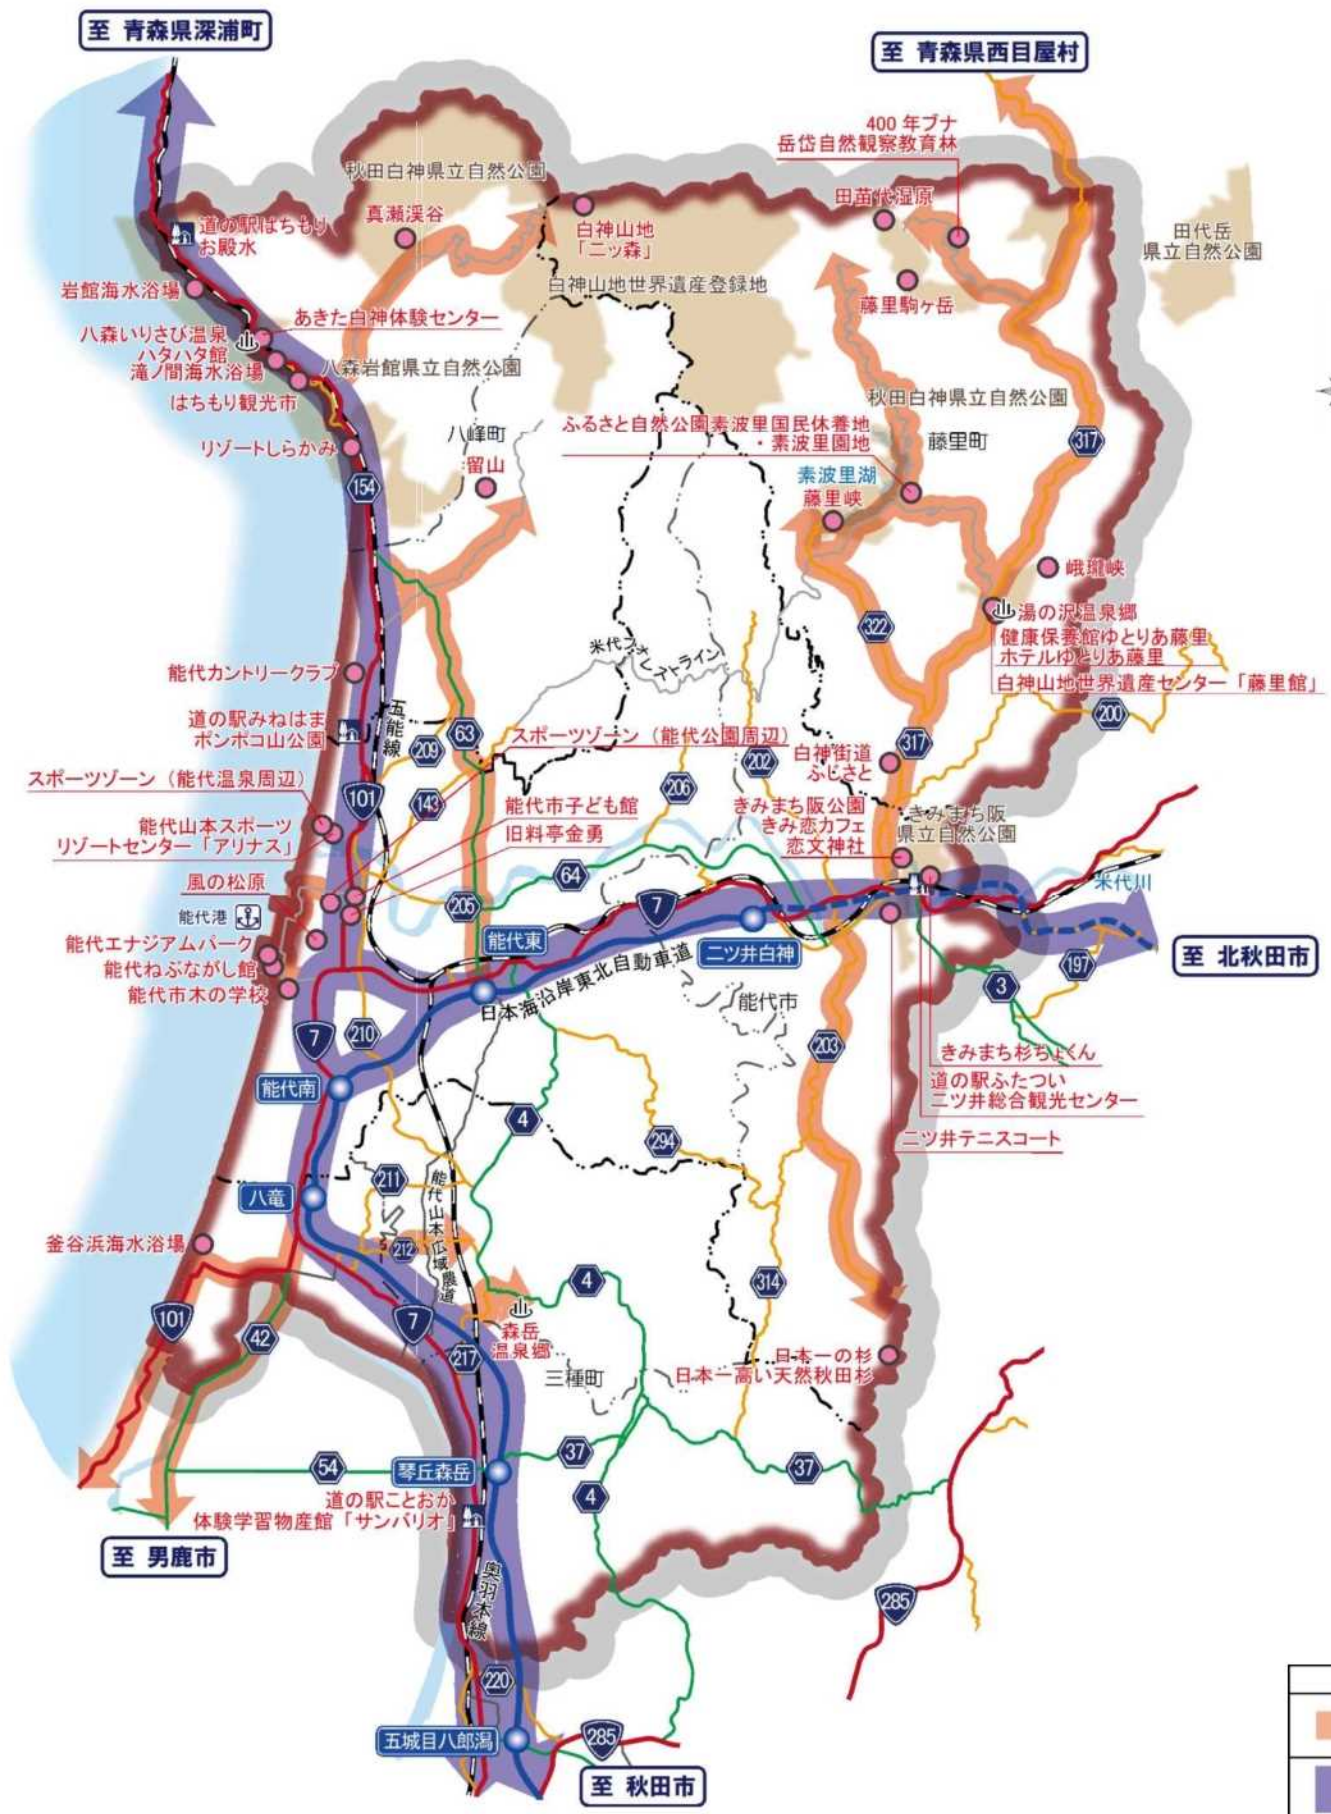 至 青森県深浦町
至 青森県西目屋村
400 年ブナ
岳岱自然観察教育林
秋田白神県立自然公園
真瀬渓谷
白神山地
「二ッ森」
田苗代湿原
田代岳
県立自然公園
道の駅はちもり
お殿水
白神山地世界遺産登録地
藤里駒ヶ岳
岩館海水浴場
あきた白神体験センター
八森いりさび温泉
ハタハタ館
滝ノ間海水浴場
はちもり観光市
八森岩館県立自然公園
秋田白神県立自然公園
ふるさと自然公園素波里国民休養地
・素波里園地
八峰町
藤里町
317
リゾートしらかみ
留山
素波里湖
藤里峡
154
峨瓏峡
湯の沢温泉郷
健康保養館ゆとりあ藤里
ホテルゆとりあ藤里
白神山地世界遺産センター「藤里館」
322
米代フォレストライン
能代カントリークラブ
200
道の駅みねはま
ポンポコ山公園
五能線
209
63
スポーツゾーン（能代公園周辺）
317
白神街道
ふじさと
202
206
スポーツゾーン（能代温泉周辺）
101
143
能代市子ども館
旧料亭金勇
きみまち阪公園
きみ恋カフェ
恋文神社
きみまち阪
県立自然公園
能代山本スポーツ
リゾートセンター「アリナス」
風の松原
64
205
7
米代川
能代港
能代東
二ツ井白神
能代エナジアムパーク
能代ねぶながし館
能代市木の学校
日本海沿岸東北自動車道
至 北秋田市
197
3
能代市
7
210
203
きみまち杉ちょくん
能代南
道の駅ふたつい
二ツ井総合観光センター
4
294
二ツ井テニスコート
211
八竜
能代山本広域農道
釜谷浜海水浴場
212
4
314
101
42
7
森岳
温泉郷
217
三種町
日本一の杉
日本一高い天然秋田杉
54
琴丘森岳
37
37
4
道の駅ことおか
体験学習物産館「サンバリオ」
至 男鹿市
奥羽本線
285
220
五城目八郎潟
285
至 秋田市